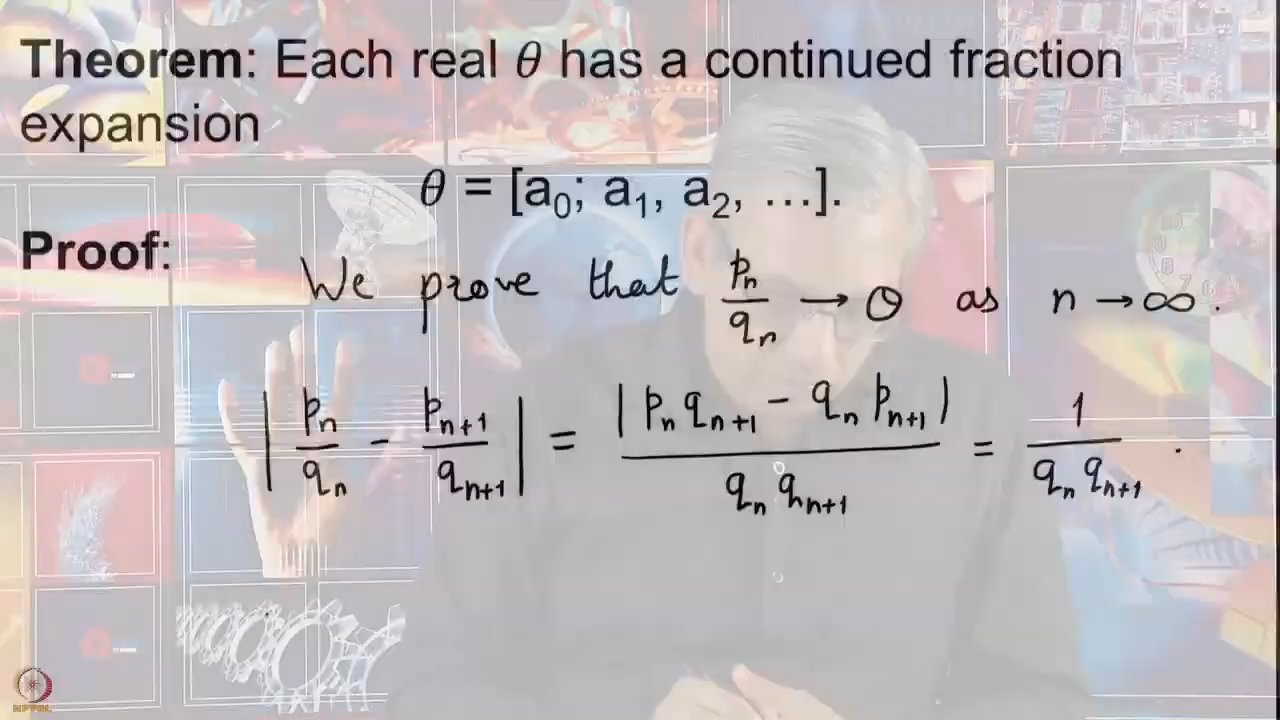 Theorem: Each real θ has a continued fraction
expansion
θ = [a₀; a₁, a₂, …].
Proof:
We prove that pₙ/qₙ → θ as n → ∞.
| pₙ/qₙ − pₙ₊₁/qₙ₊₁ | = |pₙ qₙ₊₁ − qₙ pₙ₊₁| / qₙ qₙ₊₁ = 1 / qₙ qₙ₊₁ .
NPTEL